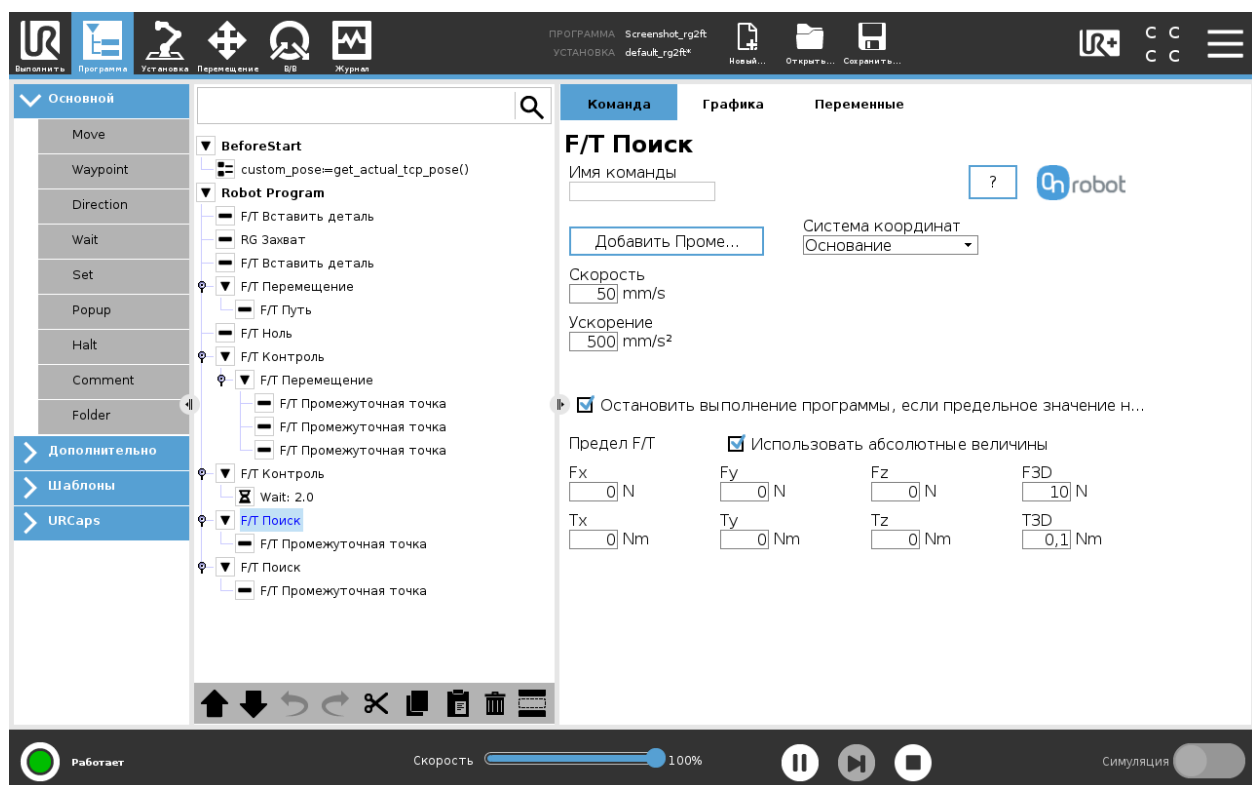 ПРОГРАММА Screenshot_rg2ft
УСТАНОВКА default_rg2ft*
Выполнить Программа Установка Перемещение В/В Журнал
Новый... Открыть... Сохранить...
UR+
C C
C C
Основной
Move
Waypoint
Direction
Wait
Set
Popup
Halt
Comment
Folder
Дополнительно
Шаблоны
URCaps
BeforeStart
custom_pose≔get_actual_tcp_pose()
Robot Program
F/T Вставить деталь
RG Захват
F/T Вставить деталь
F/T Перемещение
F/T Путь
F/T Ноль
F/T Контроль
F/T Перемещение
F/T Промежуточная точка
F/T Промежуточная точка
F/T Промежуточная точка
F/T Контроль
Wait: 2.0
F/T Поиск
F/T Промежуточная точка
F/T Поиск
F/T Промежуточная точка
Команда Графика Переменные
F/T Поиск
Имя команды
? On robot
Добавить Проме...
Система координат
Основание
Скорость
50 mm/s
Ускорение
500 mm/s²
Остановить выполнение программы, если предельное значение н...
Предел F/T Использовать абсолютные величины
Fx Fy Fz F3D
0 N 0 N 0 N 10 N
Tx Ty Tz T3D
0 Nm 0 Nm 0 Nm 0,1 Nm
Работает
Скорость 100%
Симуляция